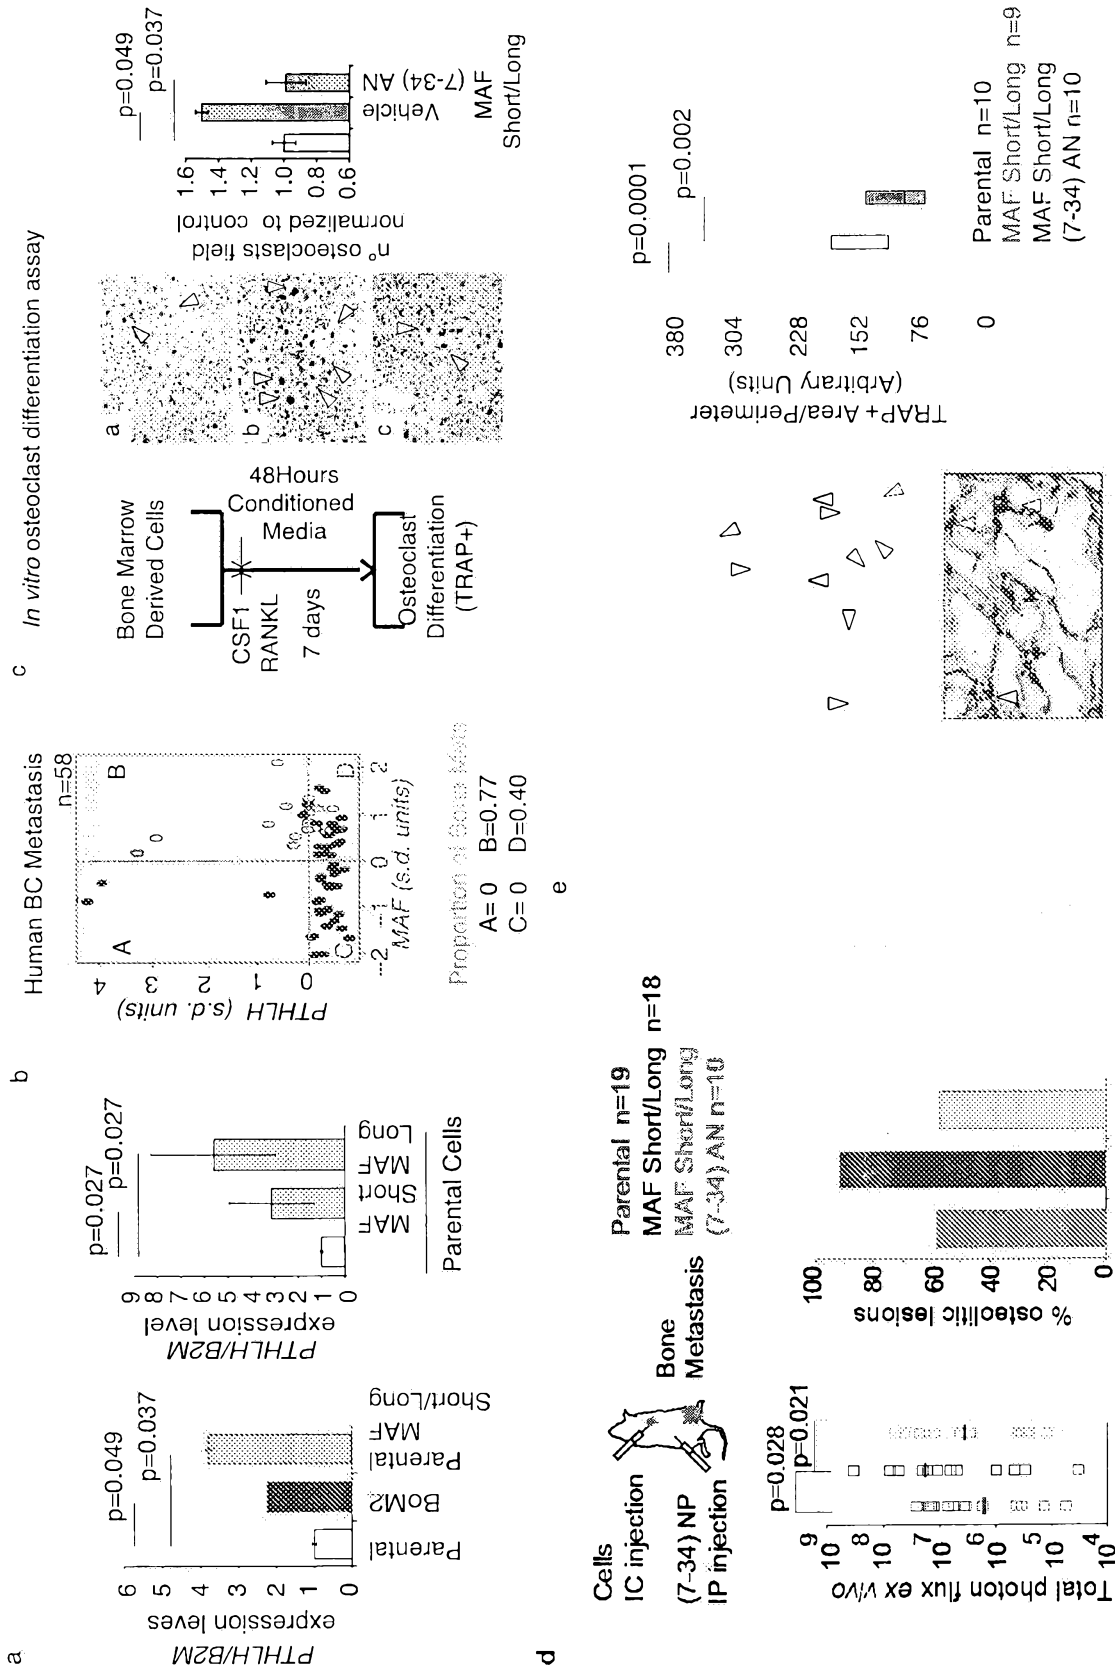 a
PTHLH/B2M
expression leves
6
5
4
3
2
1
0
p=0.049
p=0.037
Parental
BoM2
Parental
MAF
Short/Long
PTHLH/B2M
expression level
9
8
7
6
5
4
3
2
1
0
p=0.027
p=0.027
MAF
Short
MAF
Long
Parental Cells
b
Human BC Metastasis
n=58
PTHLH (s.d. units)
4
3
2
1
0
A
B
C
D
-2
-1
0
1
2
MAF (s.d. units)
Proportion of Bone Mets
A= 0 B=0.77
C= 0 D=0.40
c
In vitro osteoclast differentiation assay
Bone Marrow
Derived Cells
CSF1
RANKL
7 days
48Hours
Conditioned
Media
Osteoclast
Differentiation
(TRAP+)
a
b
c
n° osteoclasts field
normalized to control
1.6
1.4
1.2
1.0
0.8
0.6
p=0.049
p=0.037
Vehicle
(7-34) AN
MAF
Short/Long
d
Cells
IC injection
(7-34) NP
IP injection
Bone
Metastasis
Parental n=19
MAF Short/Long n=18
MAF Short/Long
(7-34) AN n=10
Total photon flux ex vivo
10 9
10 8
10 7
10 6
10 5
10 4
p=0.028
p=0.021
% osteolitic lesions
100
80
60
40
20
0
e
TRAP+ Area/Perimeter
(Arbitrary Units)
380
304
228
152
76
0
p=0.0001
p=0.002
Parental n=10
MAF Short/Long n=9
MAF Short/Long
(7-34) AN n=10